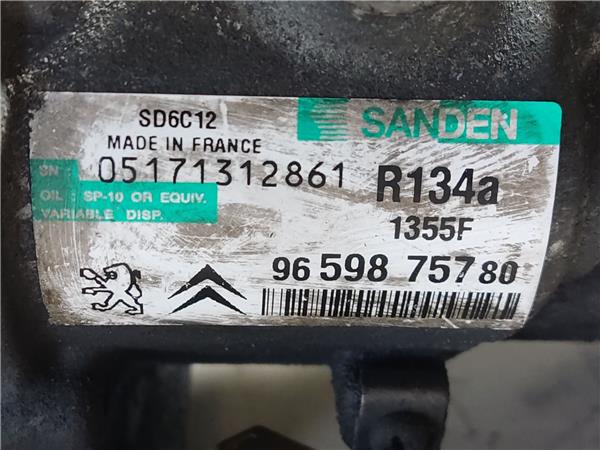 SD6C12
SANDEN
MADE IN FRANCE
SN : 05171312861
R134a
OIL : SP-10 OR EQUIV.
VARIABLE DISP.
1355F
96 598 757 80